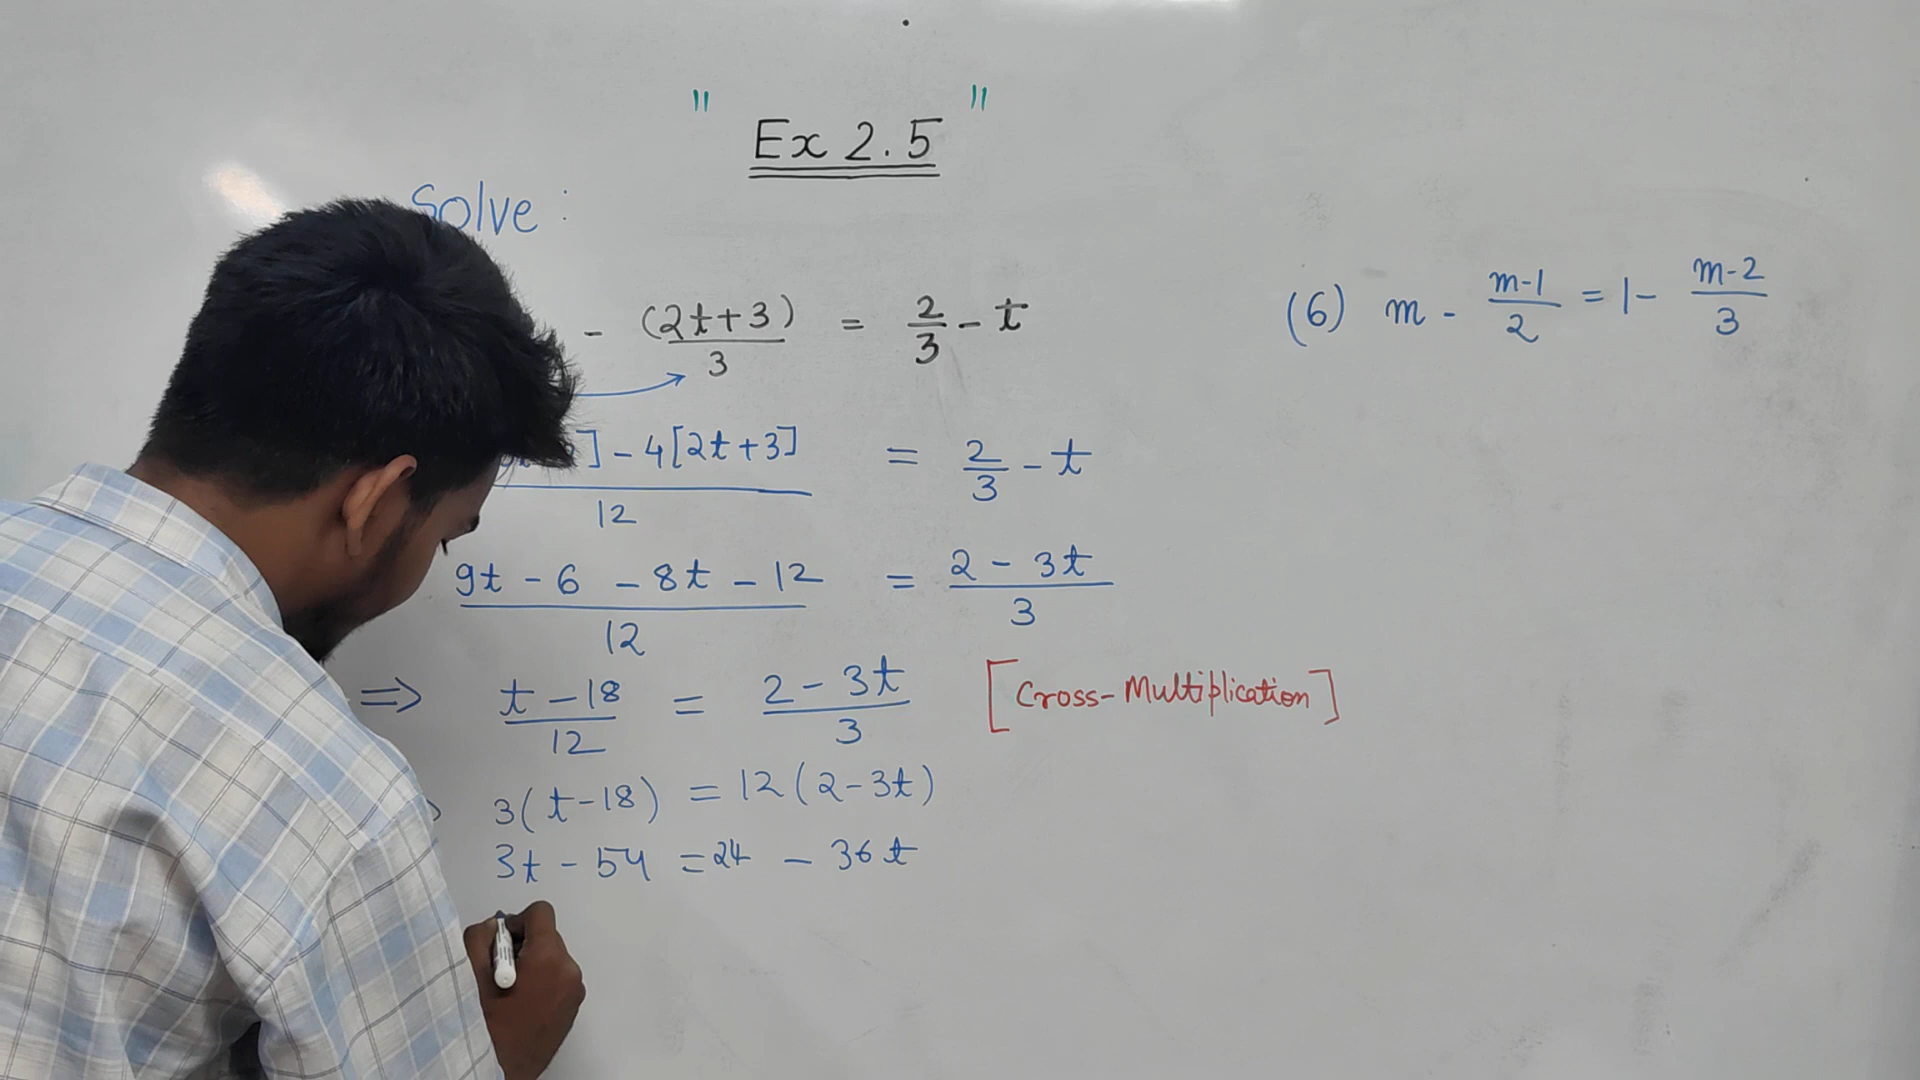 " Ex 2.5 "
Solve :
- (2t+3)/3 = 2/3 - t
] - 4[2t+3] / 12 = 2/3 - t
9t - 6 - 8t - 12 / 12 = 2 - 3t / 3
⇒ t - 18 / 12 = 2 - 3t / 3 [Cross-Multiplication]
3(t-18) = 12(2-3t)
3t - 54 = 24 - 36t
(6) m - m-1/2 = 1 - m-2/3